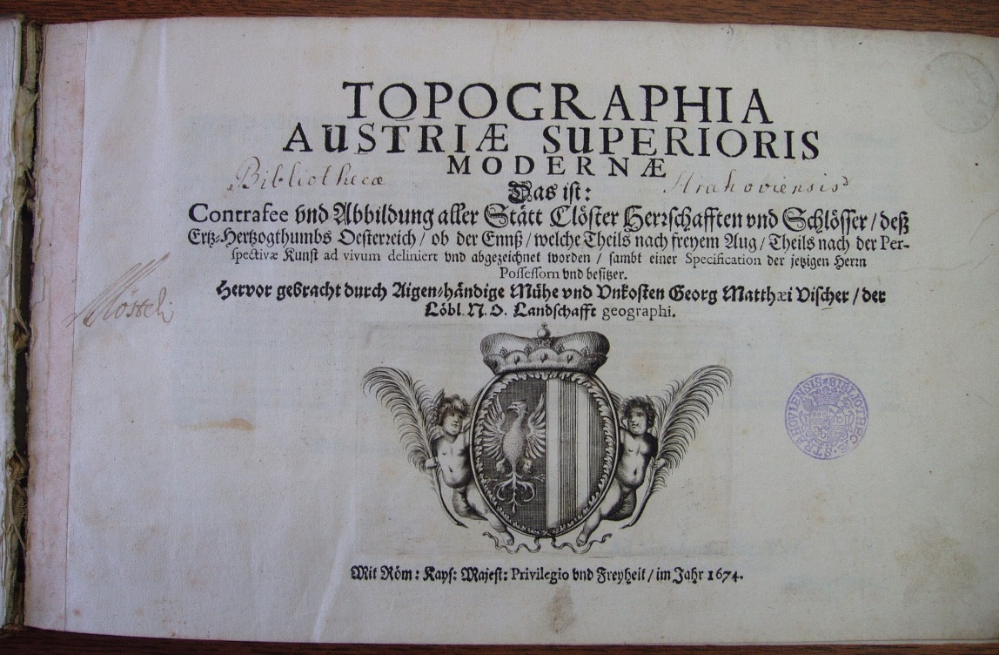 TOPOGRAPHIA
AUSTRIÆ SUPERIORIS
MODERNÆ
Bibliothecæ Strahoviensis
Das ist:
Contrafee vnd Abbildung aller Stätt Clöster Herrschafften vnd Schlösser / deß
Ertz-Hertzogthumbs Oesterreich / ob der Ennß / welche Theils nach freyem Aug / Theils nach der Per-
spectivæ Kunst ad vivum deliniert vnd abgezeichnet worden / sambt einer Specification der jetzigen Herrn
Possessorn vnd besitzer.
Hervor gebracht durch Aigen-händige Mühe vnd Vnkosten Georg Matthæi Vischer / der
Löbl. N. O. Landschafft geographi.
STRAHOVIENSIS BIBLIOTHECÆ
Mit Röm: Kays: Majest: Privilegio vnd Freyheit / im Jahr 1674.